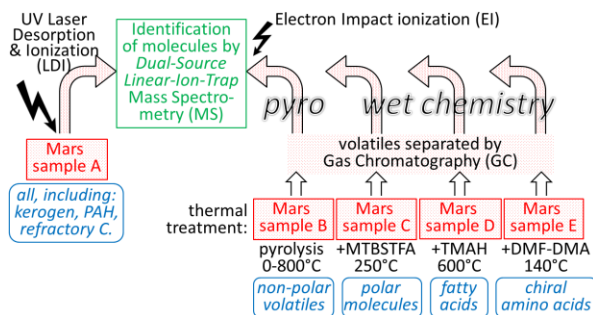 UV Laser
Desorption
& Ionization
(LDI)
Identification
of molecules by
Dual-Source
Linear-Ion-Trap
Mass Spectro-
metry (MS)
Electron Impact ionization (EI)
pyro
wet chemistry
volatiles separated by
Gas Chromatography (GC)
Mars
sample A
all, including:
kerogen, PAH,
refractory C.
thermal
treatment:
Mars
sample B
pyrolysis
0-800°C
non-polar
volatiles
Mars
sample C
+MTBSTFA
250°C
polar
molecules
Mars
sample D
+TMAH
600°C
fatty
acids
Mars
sample E
+DMF-DMA
140°C
chiral
amino acids